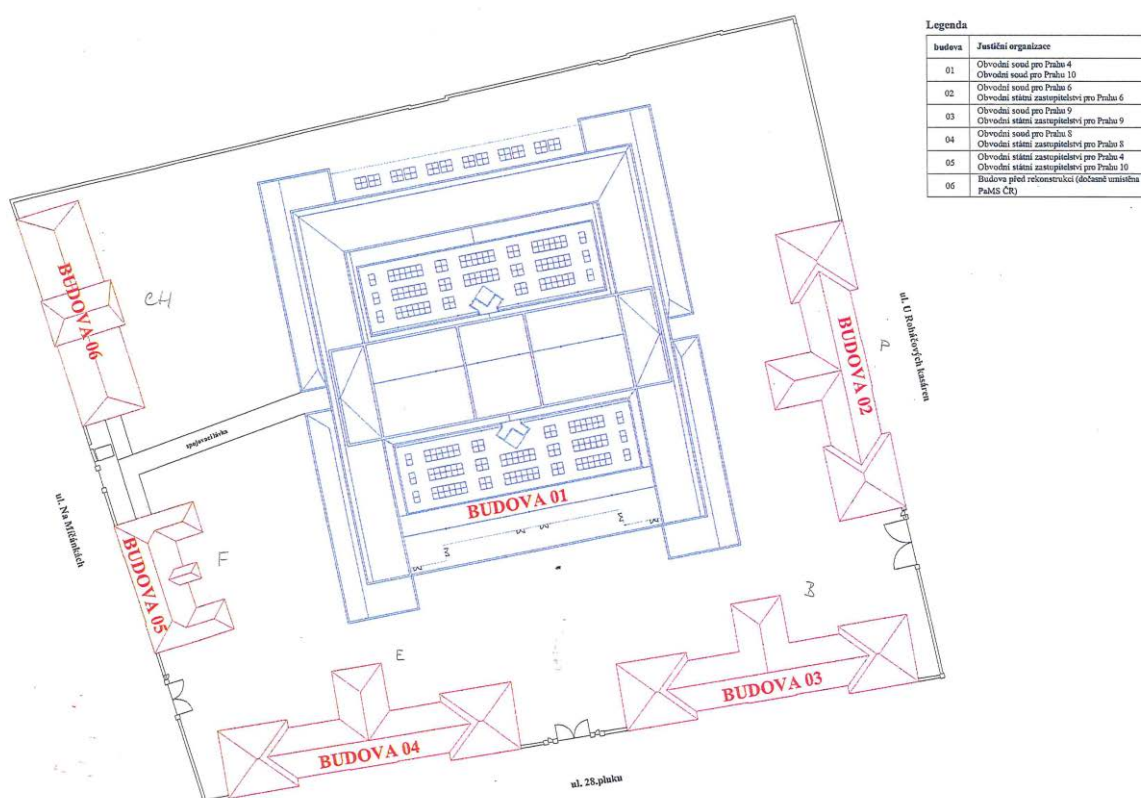 Legenda
budova Justiční organizace
01 Obvodní soud pro Prahu 4
Obvodní soud pro Prahu 10
02 Obvodní soud pro Prahu 6
Obvodní státní zastupitelství pro Prahu 6
03 Obvodní soud pro Prahu 9
Obvodní státní zastupitelství pro Prahu 9
04 Obvodní soud pro Prahu 8
Obvodní státní zastupitelství pro Prahu 8
05 Obvodní státní zastupitelství pro Prahu 4
Obvodní státní zastupitelství pro Prahu 10
06 Budova před rekonstrukcí (dočasně umístěna
PaMS ČR)
BUDOVA 06
CH
BUDOVA 02
A
ul. U Roháčových kasáren
spojovací lávka
BUDOVA 01
ul. Na Míčánkách
BUDOVA 05
F
B
E
BUDOVA 03
BUDOVA 04
ul. 28.pluku